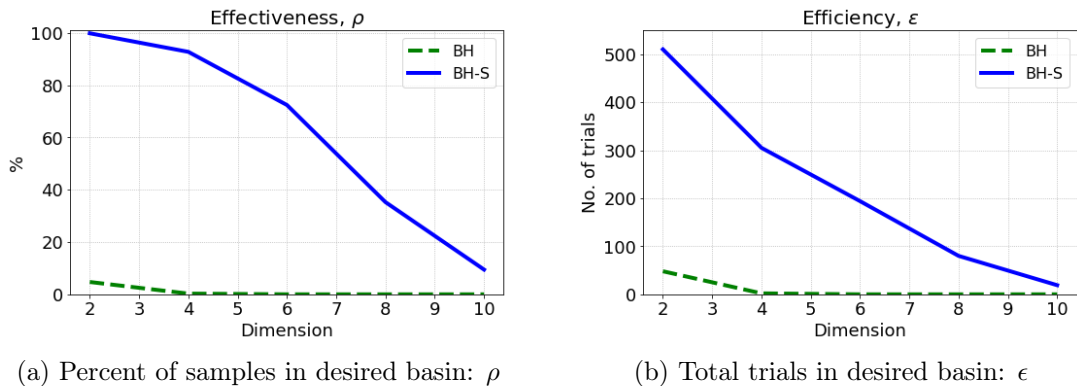 Effectiveness, ρ
BH
BH-S
100
80
60
40
20
0
%
2 3 4 5 6 7 8 9 10
Dimension
(a) Percent of samples in desired basin: ρ
Efficiency, ε
BH
BH-S
500
400
300
200
100
0
No. of trials
2 3 4 5 6 7 8 9 10
Dimension
(b) Total trials in desired basin: ϵ